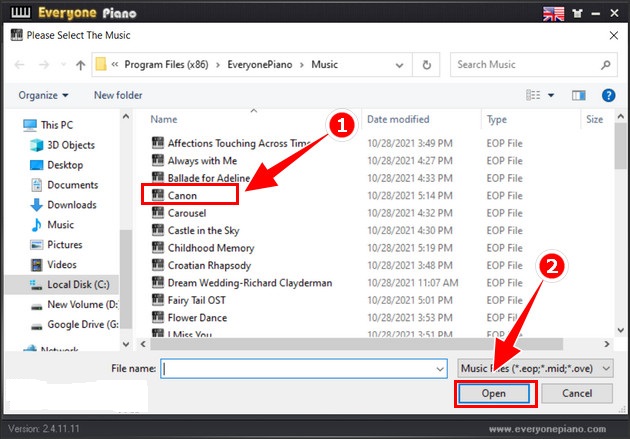 Everyone Piano
Please Select The Music
Program Files (x86) EveryonePiano Music
Search Music
Organize New folder
Name Date modified Type Size
This PC
3D Objects
Desktop
Documents
Downloads
Music
Pictures
Videos
Local Disk (C:)
New Volume (D:
Google Drive (G:
Affections Touching Across Time 10/28/2021 3:49 PM EOP File
Always with Me 10/28/2021 4:27 PM EOP File
Ballade for Adeline 10/28/2021 4:33 PM EOP File
Canon 10/28/2021 5:14 PM EOP File
Carousel 10/28/2021 4:32 PM EOP File
Castle in the Sky 10/28/2021 4:30 PM EOP File
Childhood Memory 10/28/2021 5:19 PM EOP File
Croatian Rhapsody 10/28/2021 3:48 PM EOP File
Dream Wedding-Richard Clayderman 10/28/2021 11:07 AM EOP File
Fairy Tail OST 10/28/2021 5:01 PM EOP File
Flower Dance 10/28/2021 5:03 PM EOP File
I Miss You 10/28/2021 3:51 PM EOP File
1
2
File name:
Music Files (*.eop;*.mid;*.ove)
Open Cancel
Version: 2.4.11.11
www.everyonepiano.com